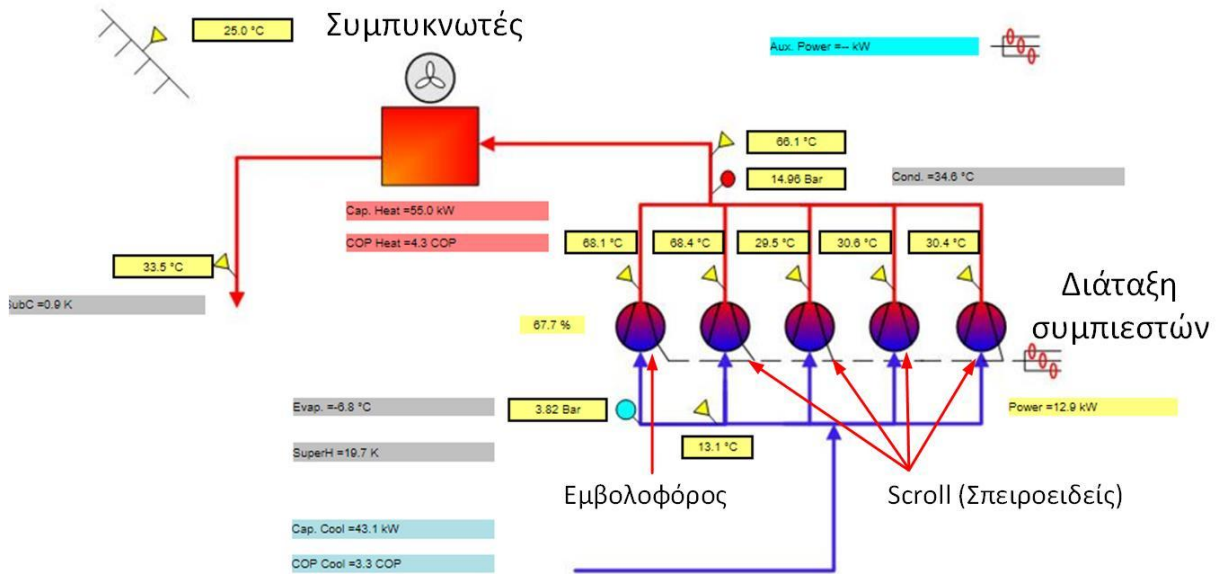 25.0 °C
Συμπυκνωτές
Aux. Power =-- kW
66.1 °C
14.96 Bar
Cond. =34.6 °C
Cap. Heat =55.0 kW
COP Heat =4.3 COP
68.1 °C
68.4 °C
29.5 °C
30.6 °C
30.4 °C
33.5 °C
SubC =0.9 K
Διάταξη
συμπιεστών
67.7 %
Evap. =-6.8 °C
3.82 Bar
Power =12.9 kW
13.1 °C
SuperH =19.7 K
Εμβολοφόρος
Scroll (Σπειροειδείς)
Cap. Cool =43.1 kW
COP Cool =3.3 COP